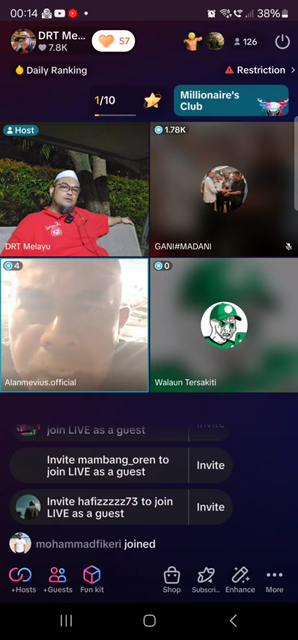 00:14
38%
DRT Me...
7.8K
57
126
Daily Ranking
Restriction
1/10
Millionaire's
Club
Host
1.78K
DRT Melayu
GANI#MADANI
4
0
Alanmevius.official
Walaun Tersakiti
join LIVE as a guest
Invite mambang_oren to
join LIVE as a guest
Invite
Invite hafizzzzz73 to join
LIVE as a guest
Invite
mohammadfikeri joined
+Hosts
+Guests
Fun kit
Shop
Subscri...
Enhance
More